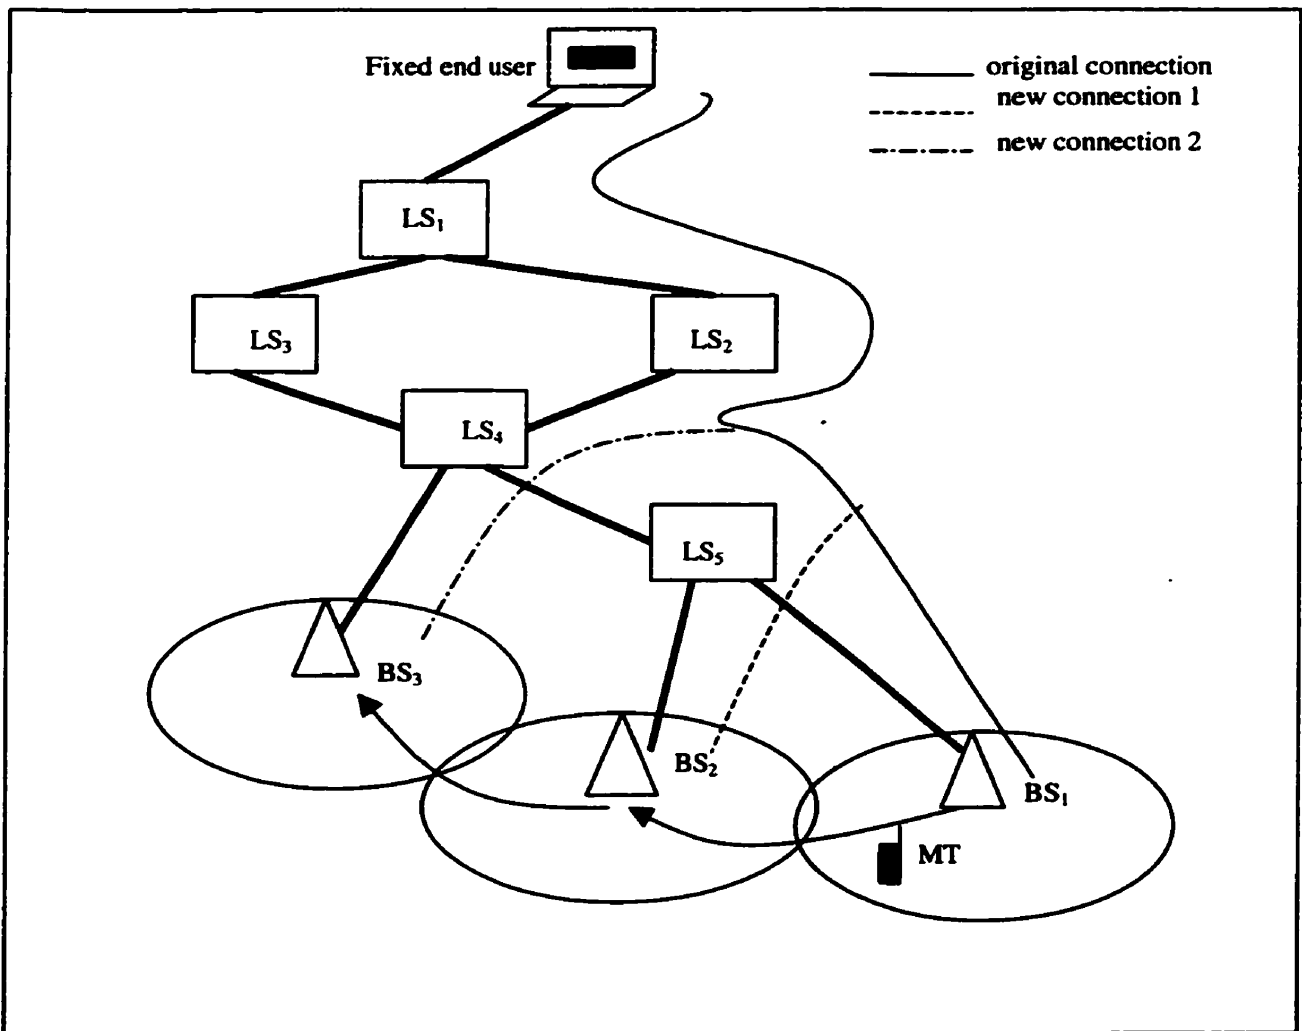 Fixed end user
original connection
new connection 1
new connection 2
LS₁
LS₃
LS₂
LS₄
LS₅
BS₃
BS₂
BS₁
MT